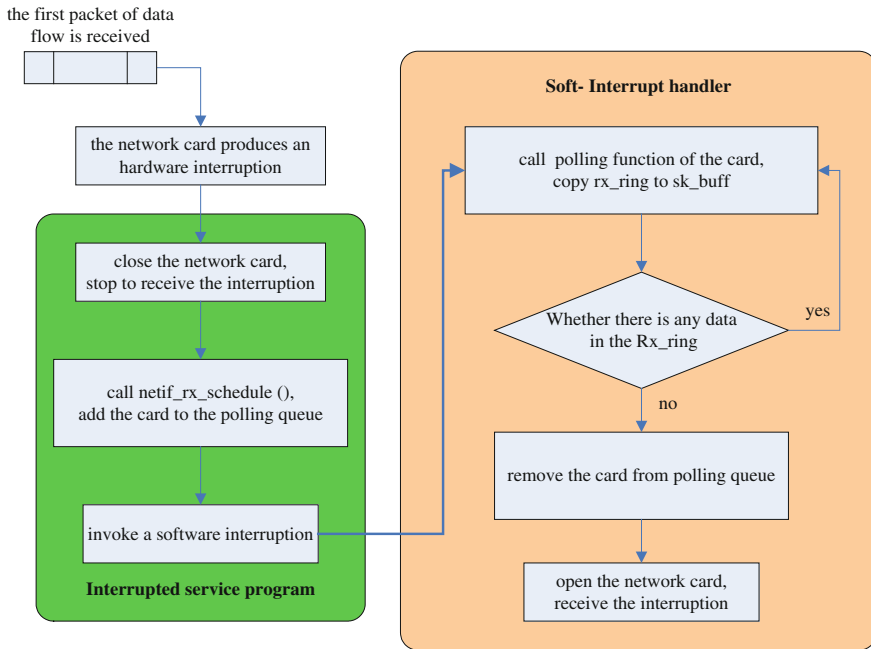 the first packet of data
flow is received
the network card produces an
hardware interruption
close the network card,
stop to receive the interruption
call netif_rx_schedule (),
add the card to the polling queue
invoke a software interruption
Interrupted service program
Soft- Interrupt handler
call polling function of the card,
copy rx_ring to sk_buff
Whether there is any data
in the Rx_ring
yes
no
remove the card from polling queue
open the network card,
receive the interruption